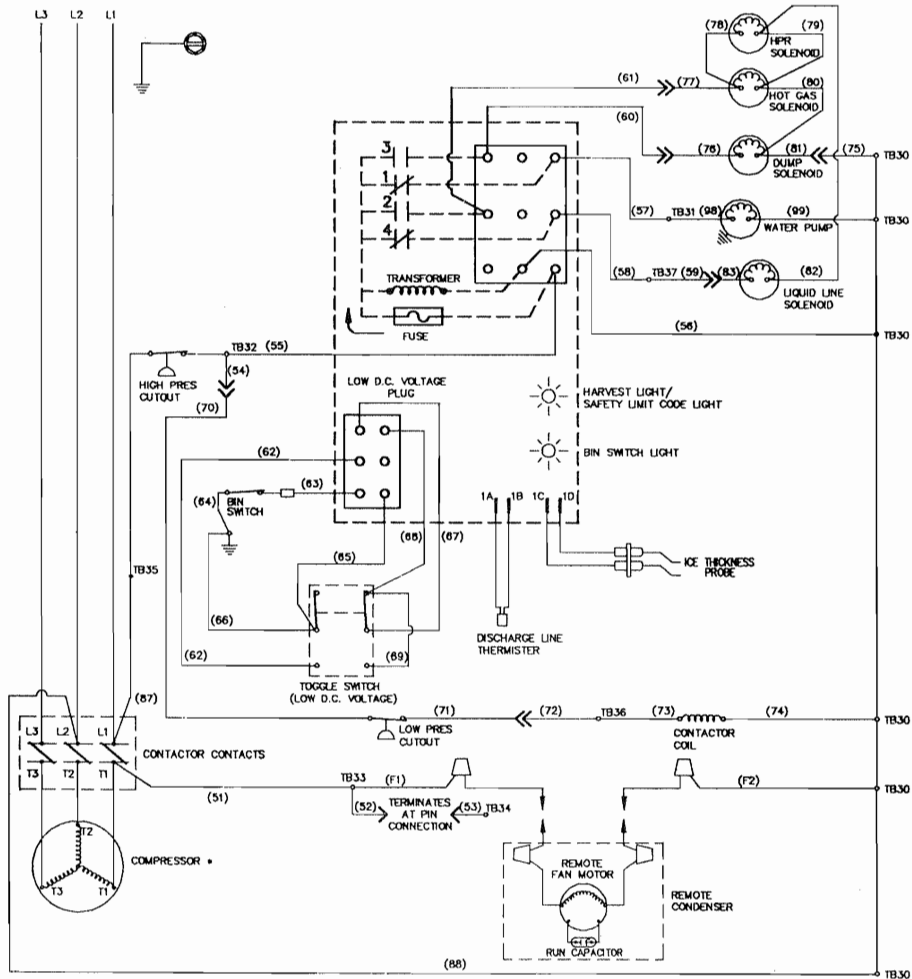 L3 L2 L1
(78) (79)
HPR
SOLENOID
(61) (77) (80)
HOT GAS
SOLENOID
(60)
3
(76) (81) (75) TB30
DUMP
SOLENOID
1
2
(57) TB31 (98) (99) TB30
WATER PUMP
4
TRANSFORMER
(58) TB37 (59) (83) (82)
LIQUID LINE
SOLENOID
FUSE
(56) TB30
TB32 (55)
HIGH PRES
CUTOUT
(54)
(70)
LOW D.C. VOLTAGE
PLUG
HARVEST LIGHT/
SAFETY LIMIT CODE LIGHT
BIN SWITCH LIGHT
(62)
(64) (63)
BIN
SWITCH
1A 1B 1C 1D
(68) (67)
(65)
ICE THICKNESS
PROBE
TB35
(66)
DISCHARGE LINE
THERMISTER
(62) (69)
TOGGLE SWITCH
(LOW D.C. VOLTAGE)
(87)
(71) (72) TB36 (73) (74) TB30
LOW PRES
CUTOUT
CONTACTOR
COIL
L3 L2 L1
CONTACTOR CONTACTS
T3 T2 T1
(51) TB33 (F1) (F2) TB30
(52) TERMINATES
AT PIN
CONNECTION
(53) TB34
T2
COMPRESSOR
T3 T1
REMOTE
FAN MOTOR
REMOTE
CONDENSER
RUN CAPACITOR
(88) TB30